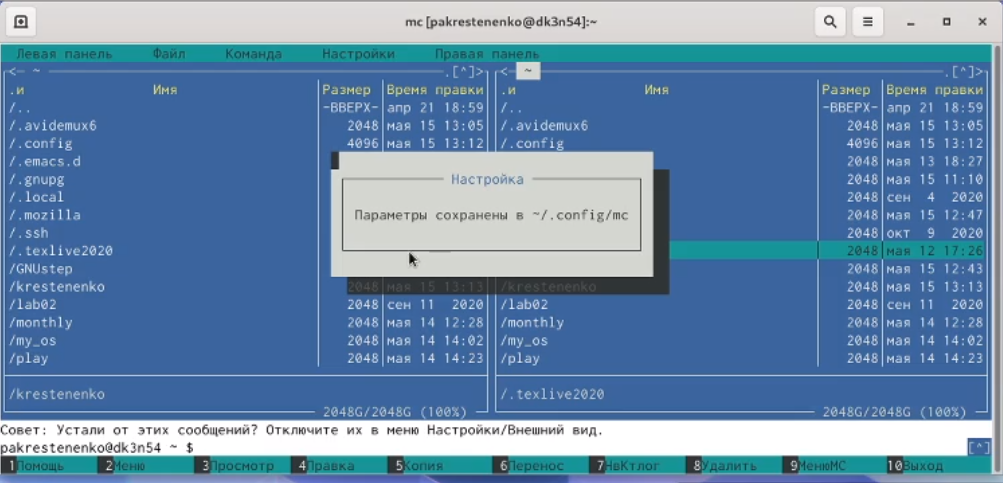 mc [pakrestenenko@dk3n54]:~
Левая панель Файл Команда Настройки Правая панель
<- ~ .[^]> <- ~ .[^]>
.и Имя Размер Время правки .и Имя Размер Время правки
/.. -ВВЕРХ- апр 21 18:59 /.. -ВВЕРХ- апр 21 18:59
/.avidemux6 2048 мая 15 13:05 /.avidemux6 2048 мая 15 13:05
/.config 4096 мая 15 13:12 /.config 4096 мая 15 13:12
/.emacs.d 2048 мая 13 18:27
/.gnupg Настройка 2048 мая 15 11:10
/.local 2048 сен 4 2020
/.mozilla Параметры сохранены в ~/.config/mc 2048 мая 15 12:47
/.ssh 2048 окт 9 2020
/.texlive2020 2048 мая 12 17:26
/GNUstep 2048 мая 15 12:43
/krestenenko 2048 мая 15 13:13 /krestenenko 2048 мая 15 13:13
/lab02 2048 сен 11 2020 /lab02 2048 сен 11 2020
/monthly 2048 мая 14 12:28 /monthly 2048 мая 14 12:28
/my_os 2048 мая 14 14:02 /my_os 2048 мая 14 14:02
/play 2048 мая 14 14:23 /play 2048 мая 14 14:23
/krestenenko /.texlive2020
2048G/2048G (100%) 2048G/2048G (100%)
Совет: Устали от этих сообщений? Отключите их в меню Настройки/Внешний вид.
pakrestenenko@dk3n54 ~ $ [^]
1Помощь 2Меню 3Просмотр 4Правка 5Копия 6Перенос 7НвКтлог 8Удалить 9МенюMC 10Выход